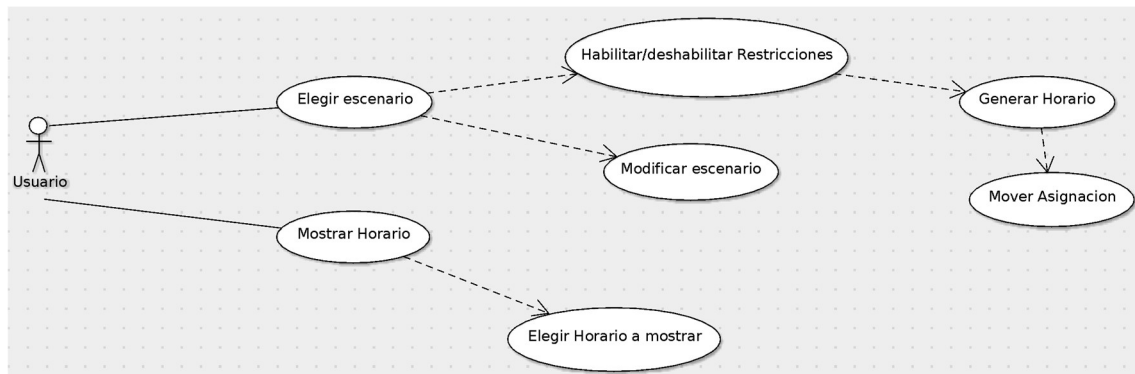 Habilitar/deshabilitar Restricciones
Elegir escenario
Generar Horario
Usuario
Modificar escenario
Mover Asignacion
Mostrar Horario
Elegir Horario a mostrar